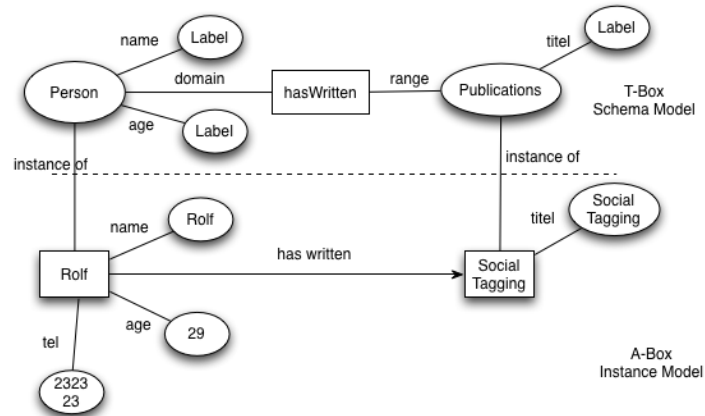 name
Label
titel
Label
domain
range
Person
hasWritten
Publications
T-Box
Schema Model
age
Label
instance of
instance of
name
Rolf
titel
Social
Tagging
has written
Rolf
Social
Tagging
tel
age
29
A-Box
Instance Model
2323
23